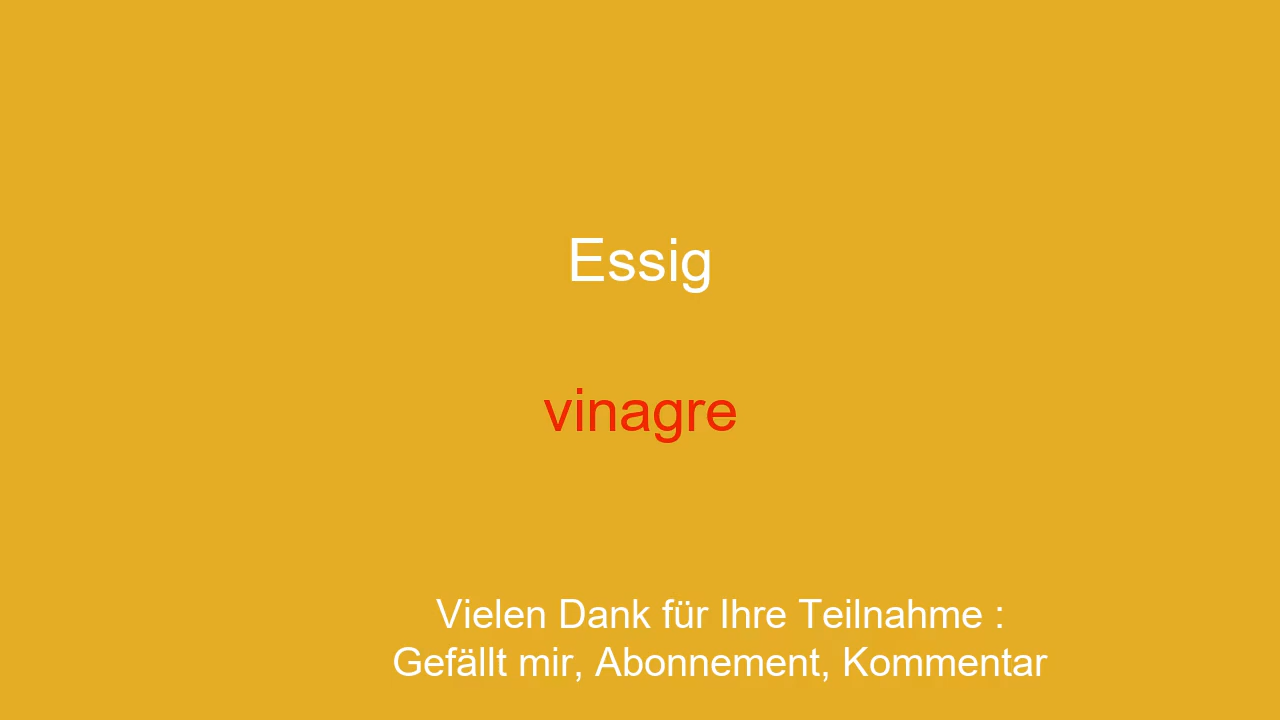 Essig
vinagre
Vielen Dank für Ihre Teilnahme :
Gefällt mir, Abonnement, Kommentar